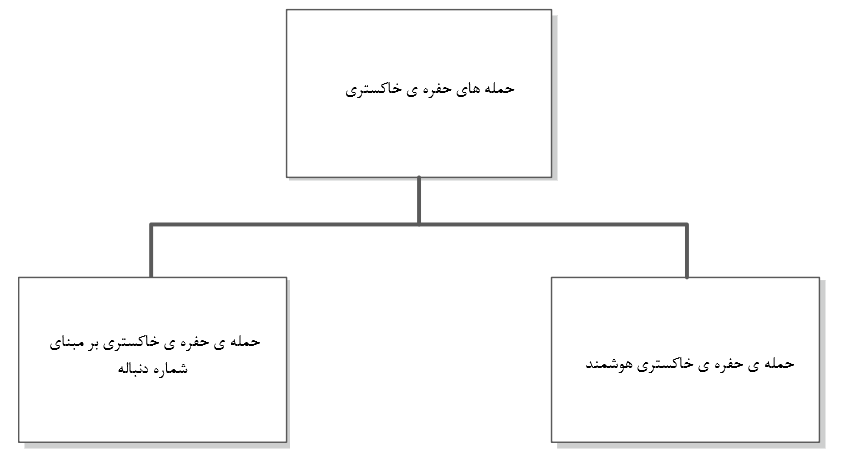 حمله های حفره ی خاکستری
حمله ی حفره ی خاکستری هوشمند
حمله ی حفره ی خاکستری بر مبنای
شماره دنباله